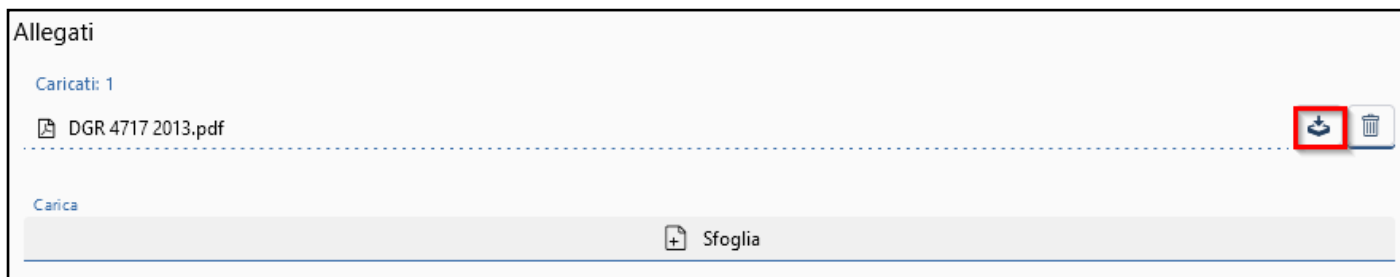 Allegati
Caricati: 1
DGR 4717 2013.pdf
Carica
Sfoglia